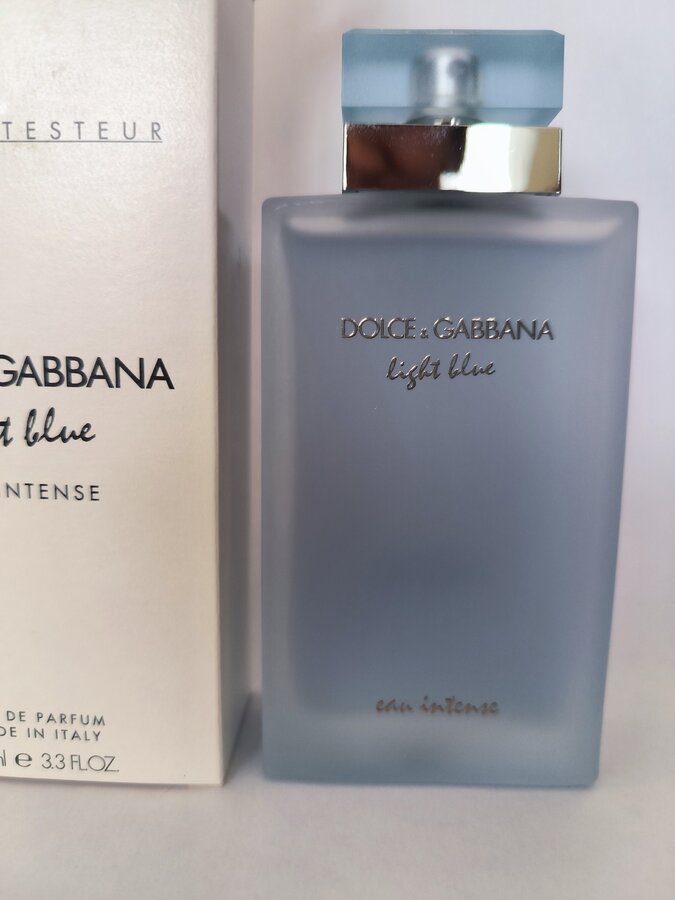 TESTEUR
GABBANA
t blue
INTENSE
DE PARFUM
DE IN ITALY
ml e 3.3 FL.OZ.
DOLCE & GABBANA
light blue
eau intense